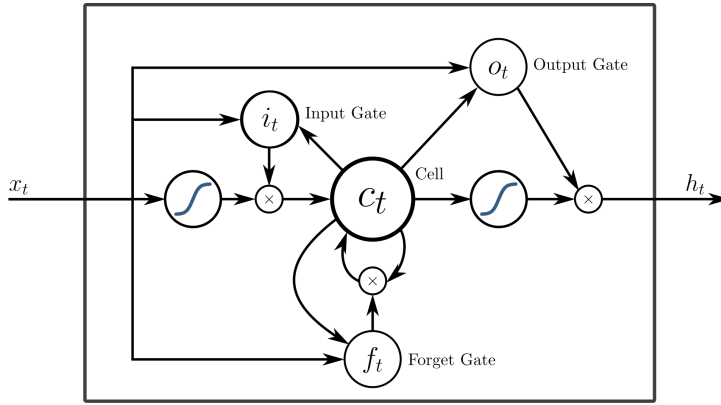 o_t Output Gate
i_t Input Gate
Cell
x_t
×
c_t
×
h_t
×
f_t Forget Gate